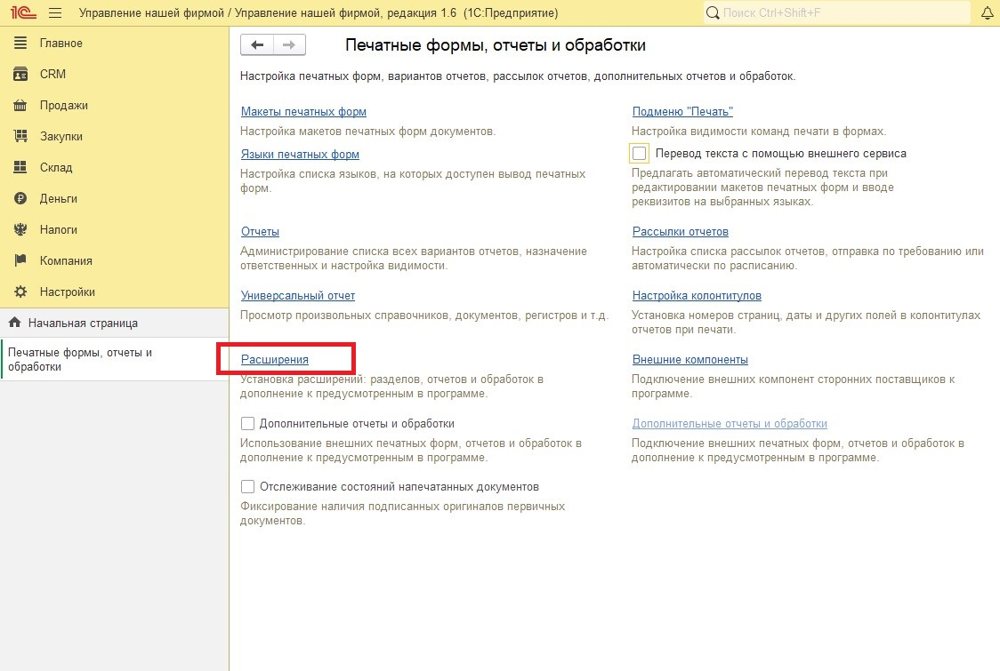 1С Управление нашей фирмой / Управление нашей фирмой, редакция 1.6 (1С:Предприятие) Поиск Ctrl+Shift+F
Главное
CRM
Продажи
Закупки
Склад
Деньги
Налоги
Компания
Настройки
Начальная страница
Печатные формы, отчеты и
обработки
Печатные формы, отчеты и обработки
Настройка печатных форм, вариантов отчетов, рассылок отчетов, дополнительных отчетов и обработок.
Макеты печатных форм
Настройка макетов печатных форм документов.
Языки печатных форм
Настройка списка языков, на которых доступен вывод печатных
форм.
Отчеты
Администрирование списка всех вариантов отчетов, назначение
ответственных и настройка видимости.
Универсальный отчет
Просмотр произвольных справочников, документов, регистров и т.д.
Расширения
Установка расширений: разделов, отчетов и обработок в
дополнение к предусмотренным в программе.
Дополнительные отчеты и обработки
Использование внешних печатных форм, отчетов и обработок в
дополнение к предусмотренным в программе.
Отслеживание состояний напечатанных документов
Фиксирование наличия подписанных оригиналов первичных
документов.
Подменю "Печать"
Настройка видимости команд печати в формах.
Перевод текста с помощью внешнего сервиса
Предлагать автоматический перевод текста при
редактировании макетов печатных форм и вводе
реквизитов на выбранных языках.
Рассылки отчетов
Настройка списка рассылок отчетов, отправка по требованию или
автоматически по расписанию.
Настройка колонтитулов
Установка номеров страниц, даты и других полей в колонтитулах
отчетов при печати.
Внешние компоненты
Подключение внешних компонент сторонних поставщиков к
программе.
Дополнительные отчеты и обработки
Подключение внешних печатных форм, отчетов и обработок в
дополнение к предусмотренным в программе.